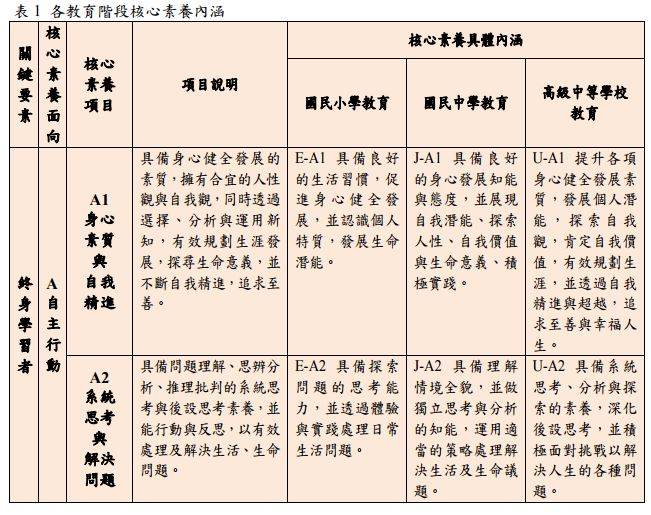 表 1 各教育階段核心素養內涵
關鍵要素
核心素養面向
核心素養項目
項目說明
核心素養具體內涵
國民小學教育
國民中學教育
高級中等學校
教育
終身學習者
A
自主行動
A1
身心
素質
與
自我
精進
具備身心健全發展的
素質，擁有合宜的人性
觀與自我觀，同時透過
選擇、分析與運用新
知，有效規劃生涯發
展，探尋生命意義，並
不斷自我精進，追求至
善。
E-A1 具備良好
的生活習慣，促
進身心健全發
展，並認識個人
特質，發展生命
潛能。
J-A1 具備良好
的身心發展知能
與態度，並展現
自我潛能、探索
人性、自我價值
與生命意義、積
極實踐。
U-A1 提升各項
身心健全發展素
質，發展個人潛
能，探索自我
觀，肯定自我價
值，有效規劃生
涯，並透過自我
精進與超越，追
求至善與幸福人
生。
A2
系統
思考
與
解決
問題
具備問題理解、思辨分
析、推理批判的系統思
考與後設思考素養，並
能行動與反思，以有效
處理及解決生活、生命
問題。
E-A2 具備探索
問題的思考能
力，並透過體驗
與實踐處理日常
生活問題。
J-A2 具備理解
情境全貌，並做
獨立思考與分析
的知能，運用適
當的策略處理解
決生活及生命議
題。
U-A2 具備系統
思考、分析與探
索的素養，深化
後設思考，並積
極面對挑戰以解
決人生的各種問
題。